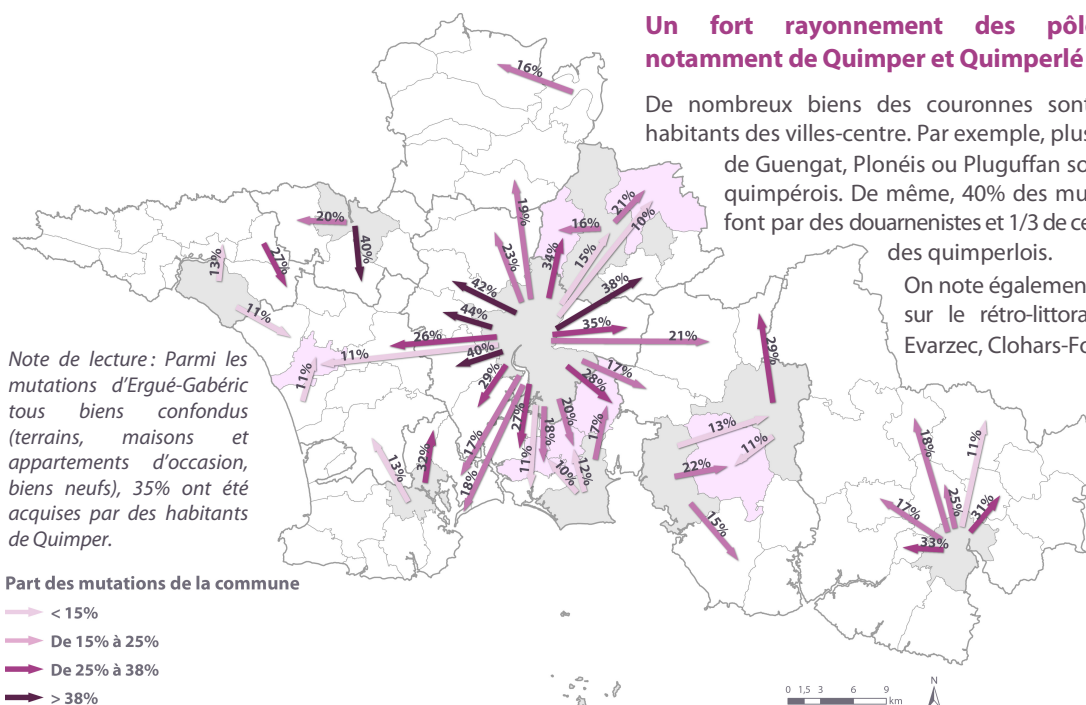 Un fort rayonnement des pôl
notamment de Quimper et Quimperlé
De nombreux biens des couronnes sont
habitants des villes-centre. Par exemple, plus
de Guengat, Plonéis ou Pluguffan so
quimpérois. De même, 40% des mu
font par des douarnenistes et 1/3 de ce
des quimperlois.
On note également
sur le rétro-littora
Evarzec, Clohars-Fo
16%
20%
40%
27%
13%
11%
11%
11%
19%
23%
34%
16%
21%
10%
15%
42%
44%
26%
40%
29%
38%
35%
21%
17%
28%
20%
17%
18%
27%
11%
10%
12%
17%
18%
13%
32%
29%
13%
11%
22%
15%
18%
11%
25%
31%
17%
33%
Note de lecture : Parmi les
mutations d'Ergué-Gabéric
tous biens confondus
(terrains, maisons et
appartements d'occasion,
biens neufs), 35% ont été
acquises par des habitants
de Quimper.
Part des mutations de la commune
< 15%
De 15% à 25%
De 25% à 38%
> 38%
0 1,5 3 6 9
km
N